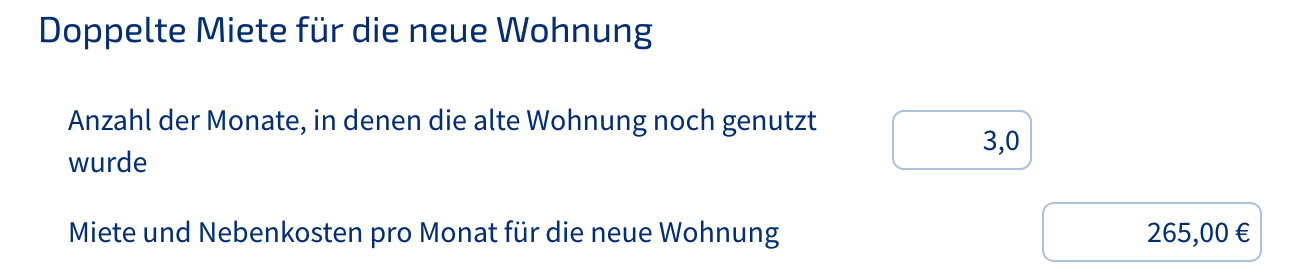 Doppelte Miete für die neue Wohnung
Anzahl der Monate, in denen die alte Wohnung noch genutzt
wurde
3,0
Miete und Nebenkosten pro Monat für die neue Wohnung
265,00 €